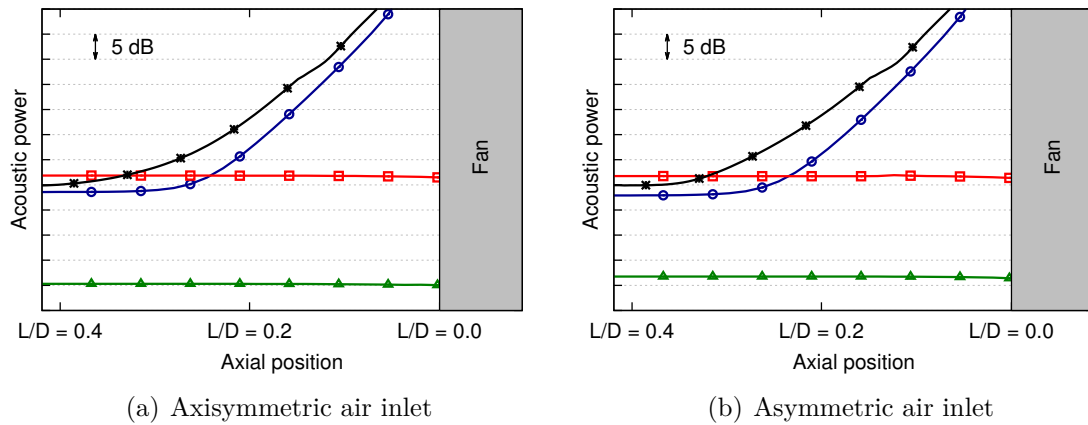 5 dB
Acoustic power
Fan
L/D = 0.4 L/D = 0.2 L/D = 0.0
Axial position
(a) Axisymmetric air inlet
5 dB
Acoustic power
Fan
L/D = 0.4 L/D = 0.2 L/D = 0.0
Axial position
(b) Asymmetric air inlet